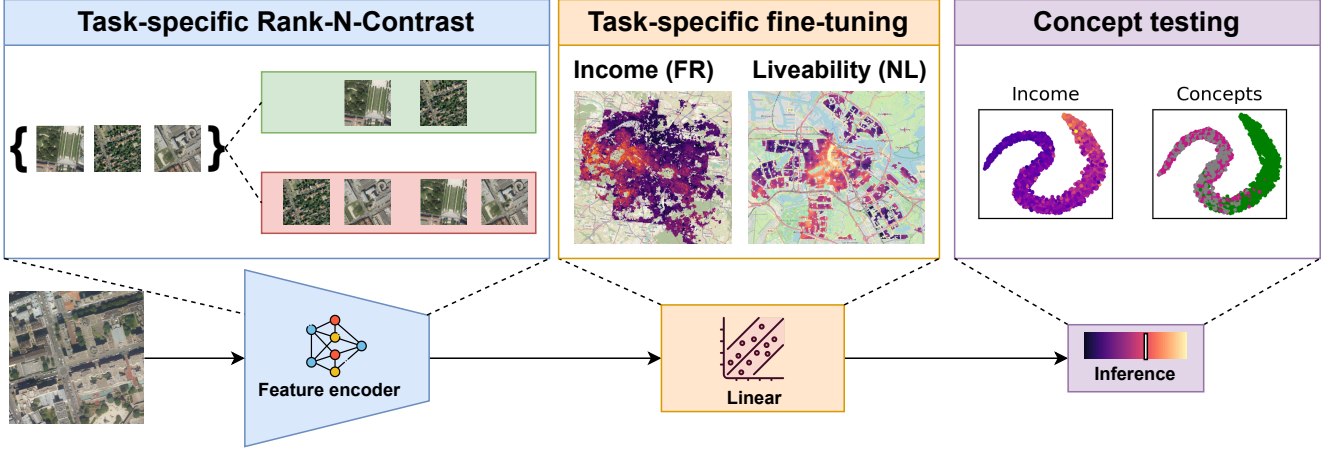 Task-specific Rank-N-Contrast
Task-specific fine-tuning
Concept testing
{ }
Income (FR)
Liveability (NL)
Income
Concepts
Feature encoder
Linear
Inference